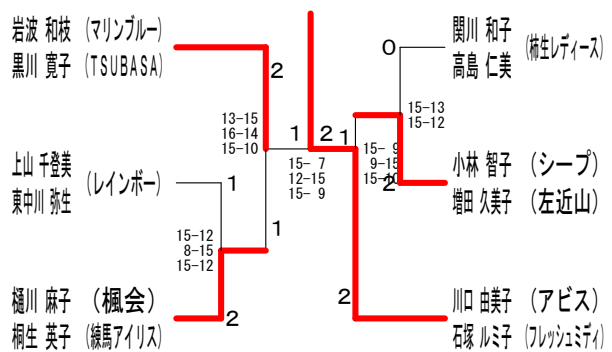 岩波 和枝 (マリンブルー)
黒川 寛子 (TSUBASA)
2
13-15
16-14
15-10
上山 千登美
東中川 弥生
(レインボー)
1
15-12
8-15
15-12
1
樋川 麻子 (楓会)
桐生 英子 (練馬アイリス)
2
1
2
15- 7
12-15
15- 9
関川 和子
高島 仁美
(柿生レディース)
0
15-13
15-12
1
15- 9
9-15
15-10
2
小林 智子 (シープ)
増田 久美子 (左近山)
2
川口 由美子 (アビス)
石塚 ルミ子 (フレッシュミディ)